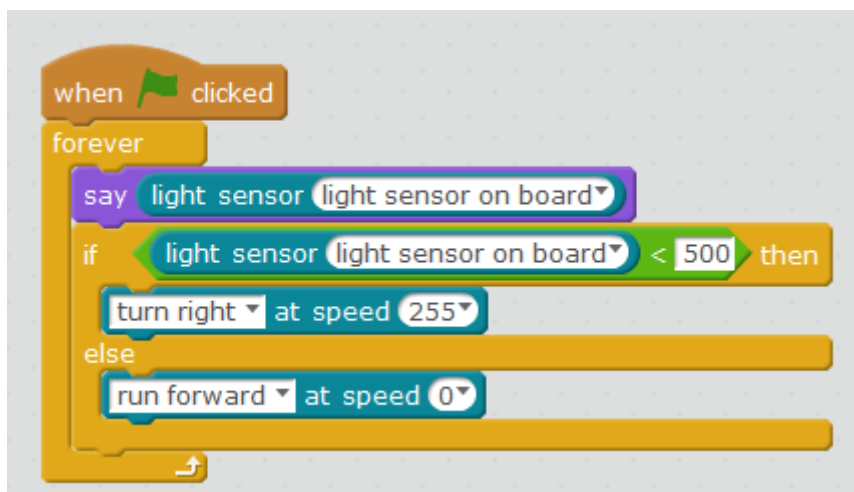 when clicked
forever
say light sensor light sensor on board
if light sensor light sensor on board < 500 then
turn right at speed 255
else
run forward at speed 0